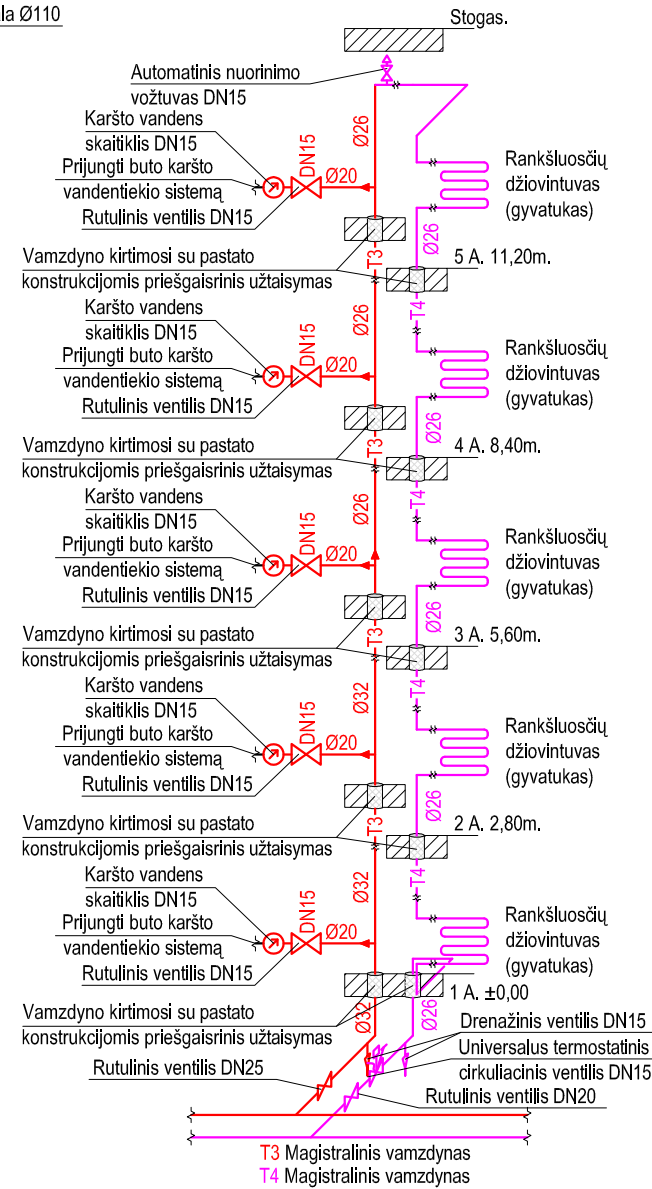 la Ø110
Stogas.
Automatinis nuorinimo
vožtuvas DN15
Karšto vandens
skaitiklis DN15
Prijungti buto karšto
vandentiekio sistemą
Rutulinis ventilis DN15
DN15
Ø20
Ø26
Rankšluosčių
džiovintuvas
(gyvatukas)
Ø26
Vamzdyno kirtimosi su pastato
konstrukcijomis priešgaisrinis užtaisymas
T3
5 A. 11,20m.
T4
Karšto vandens
skaitiklis DN15
Prijungti buto karšto
vandentiekio sistemą
Rutulinis ventilis DN15
DN15
Ø20
Ø26
Rankšluosčių
džiovintuvas
(gyvatukas)
Ø26
Vamzdyno kirtimosi su pastato
konstrukcijomis priešgaisrinis užtaisymas
T3
4 A. 8,40m.
T4
Karšto vandens
skaitiklis DN15
Prijungti buto karšto
vandentiekio sistemą
Rutulinis ventilis DN15
DN15
Ø20
Ø26
Rankšluosčių
džiovintuvas
(gyvatukas)
Ø26
Vamzdyno kirtimosi su pastato
konstrukcijomis priešgaisrinis užtaisymas
T3
3 A. 5,60m.
T4
Karšto vandens
skaitiklis DN15
Prijungti buto karšto
vandentiekio sistemą
Rutulinis ventilis DN15
DN15
Ø20
Ø32
Rankšluosčių
džiovintuvas
(gyvatukas)
Ø26
Vamzdyno kirtimosi su pastato
konstrukcijomis priešgaisrinis užtaisymas
T3
2 A. 2,80m.
T4
Karšto vandens
skaitiklis DN15
Prijungti buto karšto
vandentiekio sistemą
Rutulinis ventilis DN15
DN15
Ø20
Ø32
Rankšluosčių
džiovintuvas
(gyvatukas)
1 A. ±0,00
Vamzdyno kirtimosi su pastato
konstrukcijomis priešgaisrinis užtaisymas
Ø32
Ø26
Drenažinis ventilis DN15
Universalus termostatinis
cirkuliacinis ventilis DN15
Rutulinis ventilis DN25
Rutulinis ventilis DN20
T3 Magistralinis vamzdynas
T4 Magistralinis vamzdynas